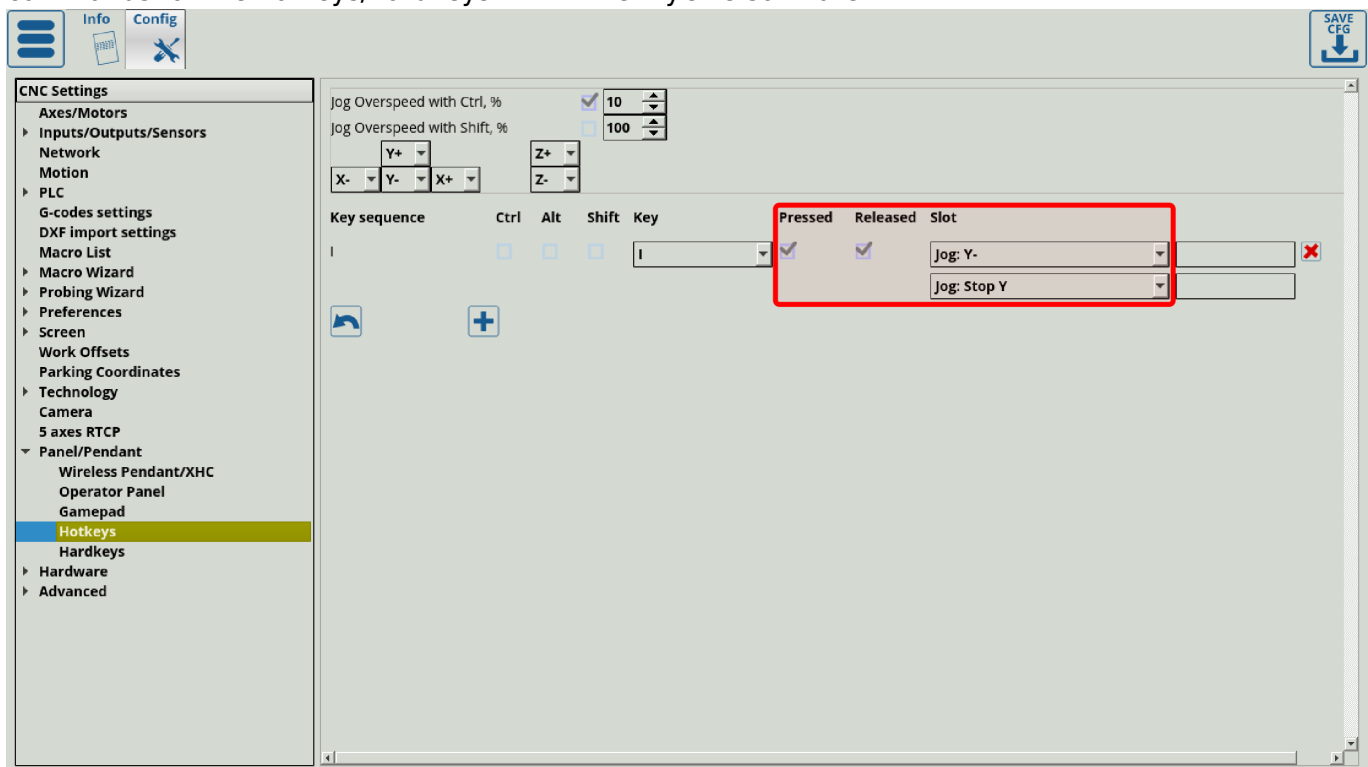 Info Config
SAVE
CFG
CNC Settings
Axes/Motors
Inputs/Outputs/Sensors
Network
Motion
PLC
G-codes settings
DXF import settings
Macro List
Macro Wizard
Probing Wizard
Preferences
Screen
Work Offsets
Parking Coordinates
Technology
Camera
5 axes RTCP
Panel/Pendant
Wireless Pendant/XHC
Operator Panel
Gamepad
Hotkeys
Hardkeys
Hardware
Advanced
Jog Overspeed with Ctrl, % 10
Jog Overspeed with Shift, % 100
Y+ Z+
X- Y- X+ Z-
Key sequence Ctrl Alt Shift Key Pressed Released Slot
I I Jog: Y-
Jog: Stop Y